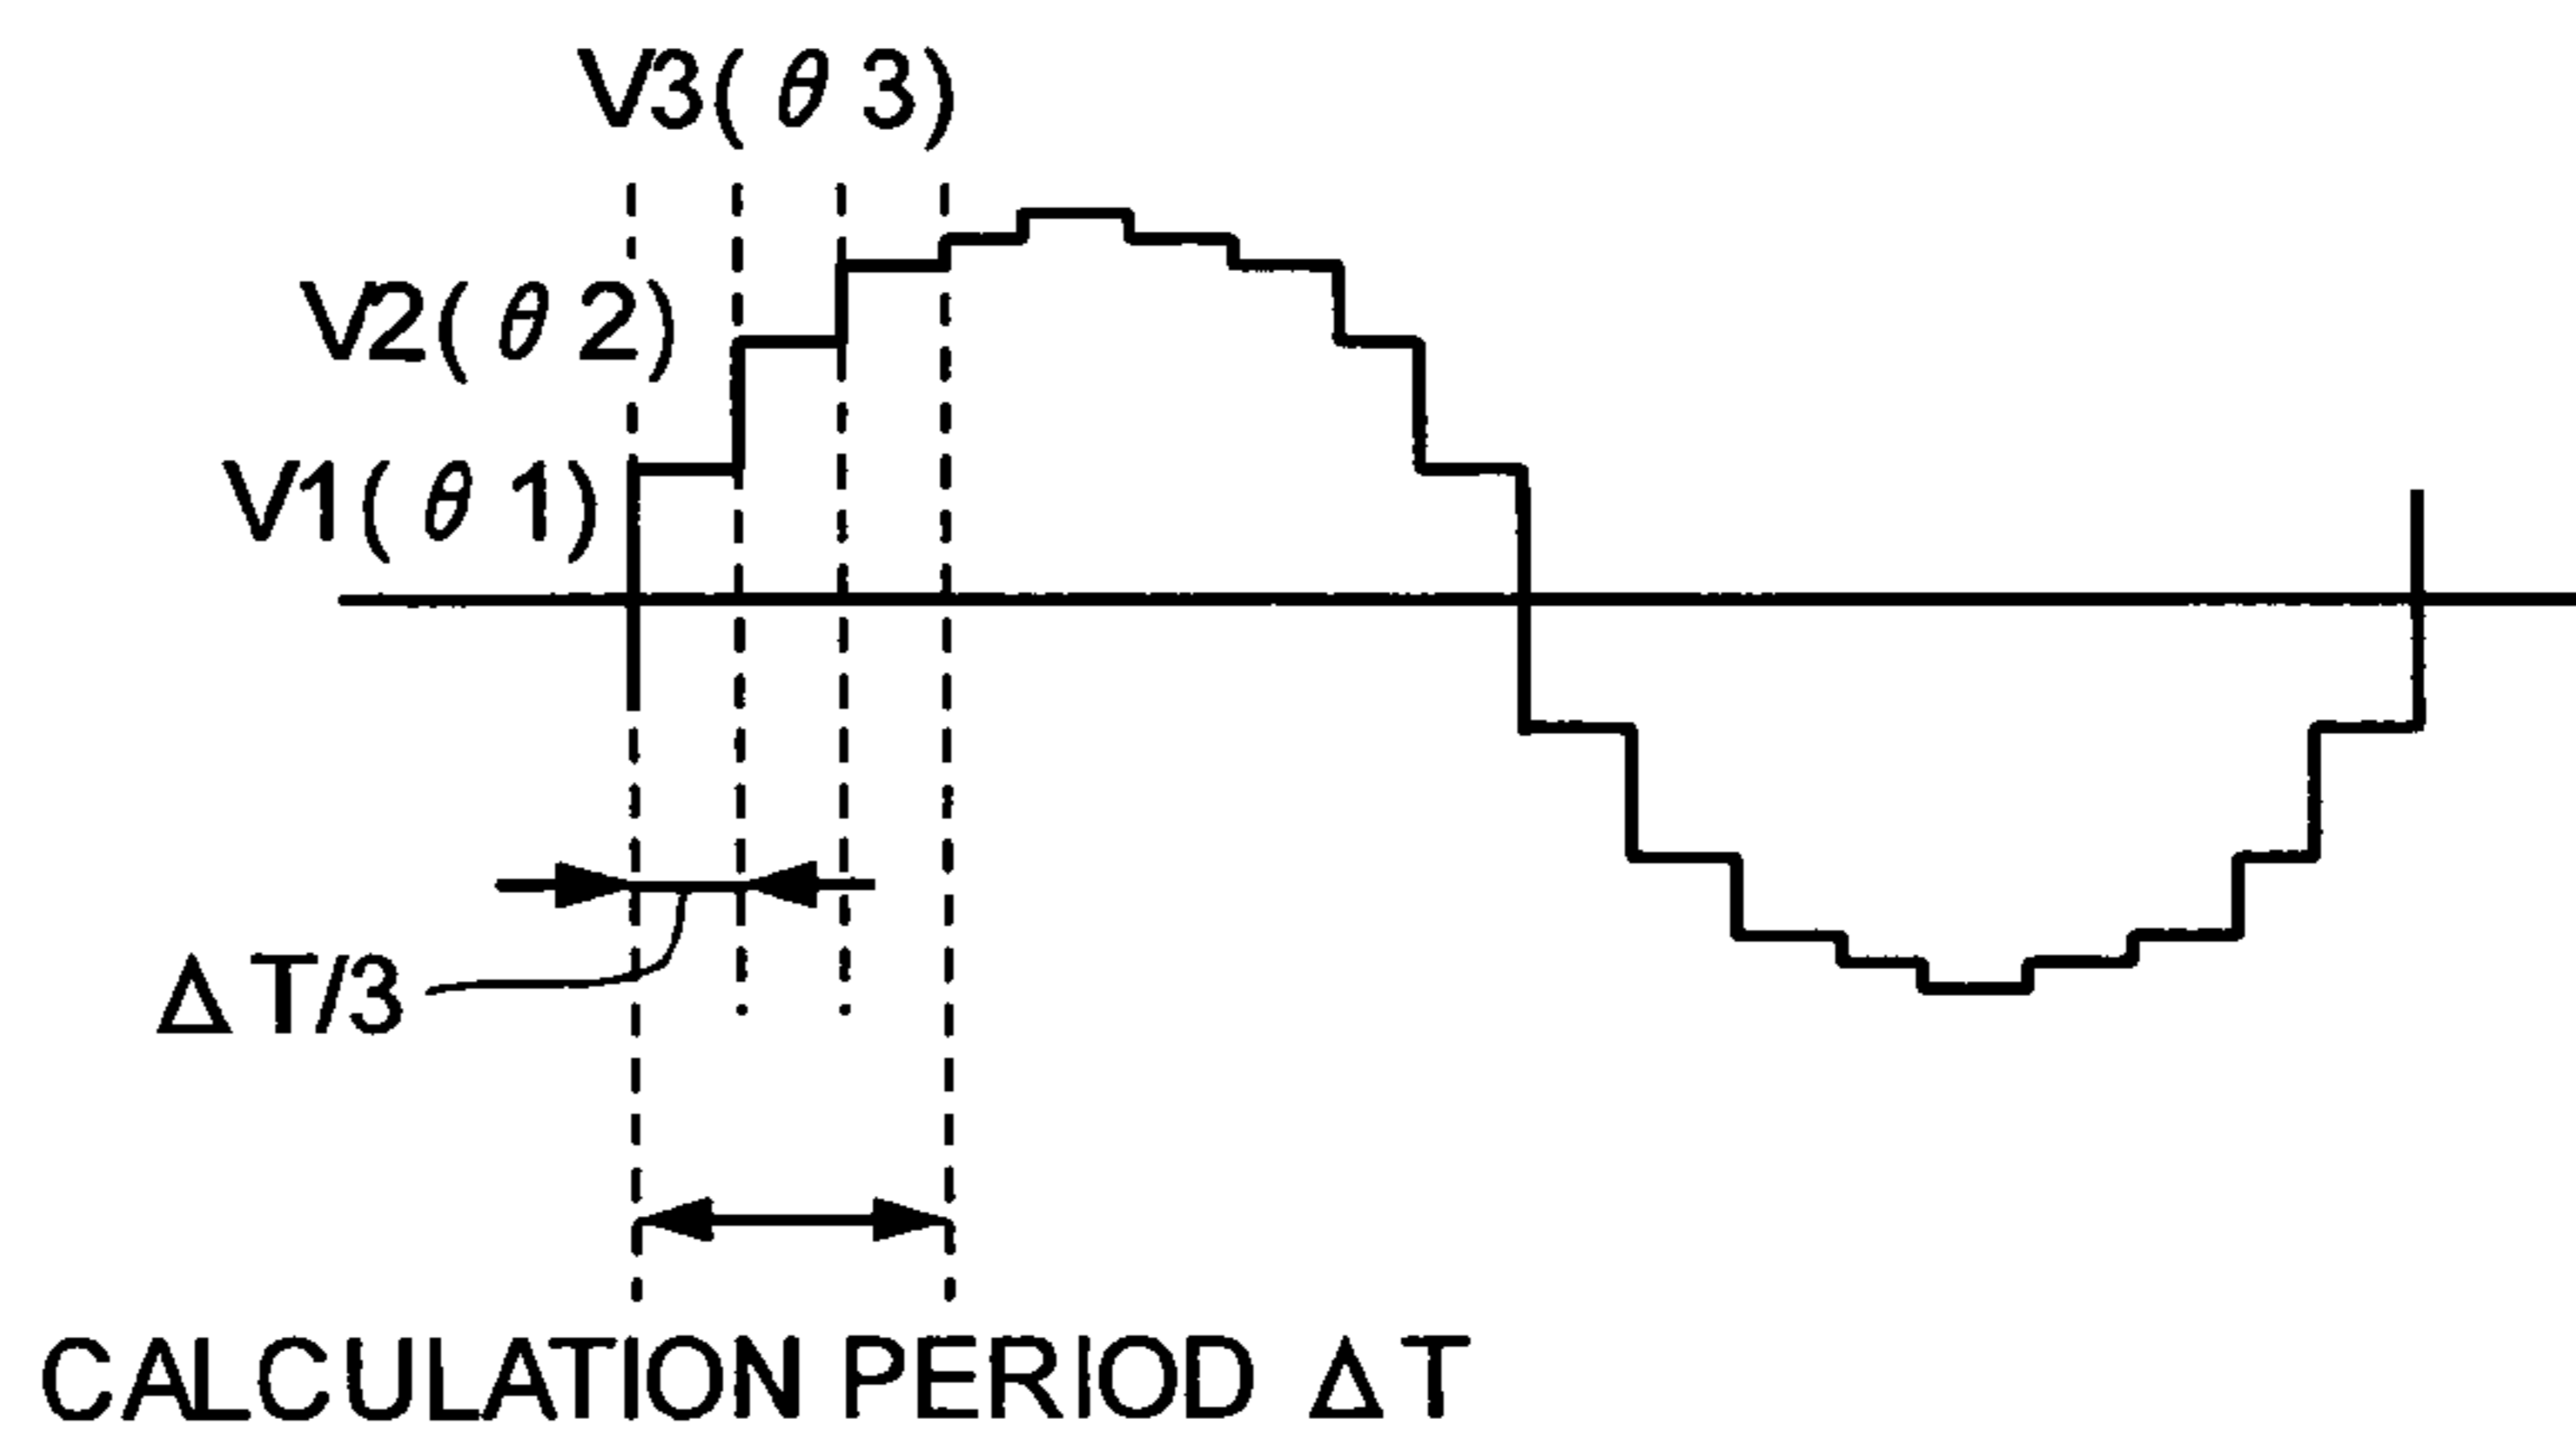 V3(θ3)
V2(θ2)
V1(θ1)
ΔT/3
CALCULATION PERIOD ΔT